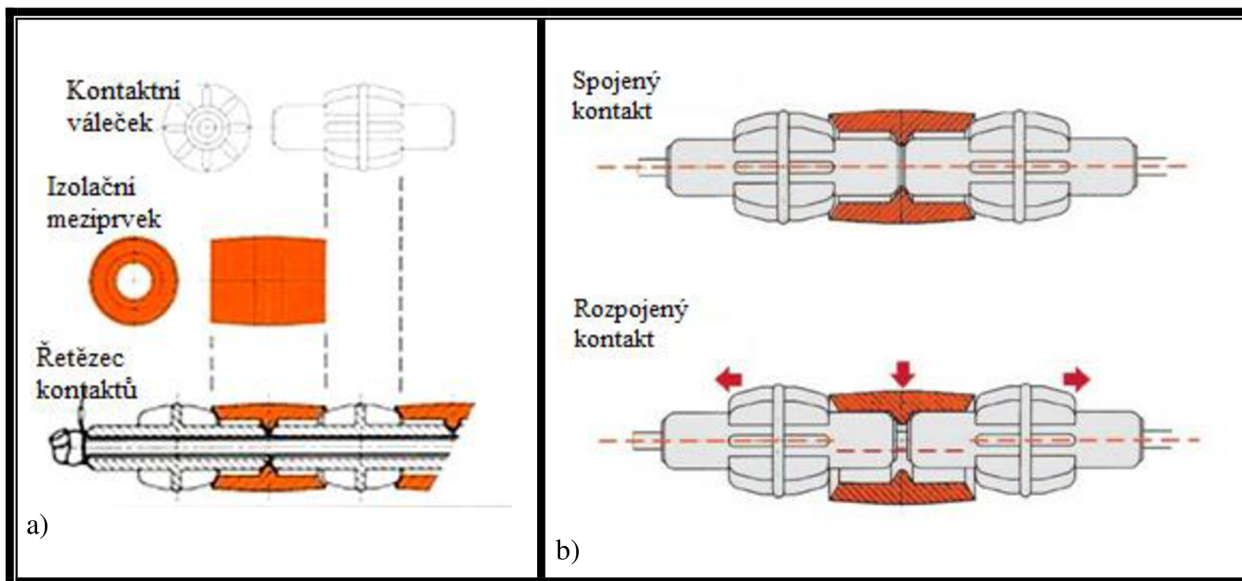 Kontaktní
váleček
Izolační
meziprvek
Řetězec
kontaktů
a)
Spojený
kontakt
Rozpojený
kontakt
b)